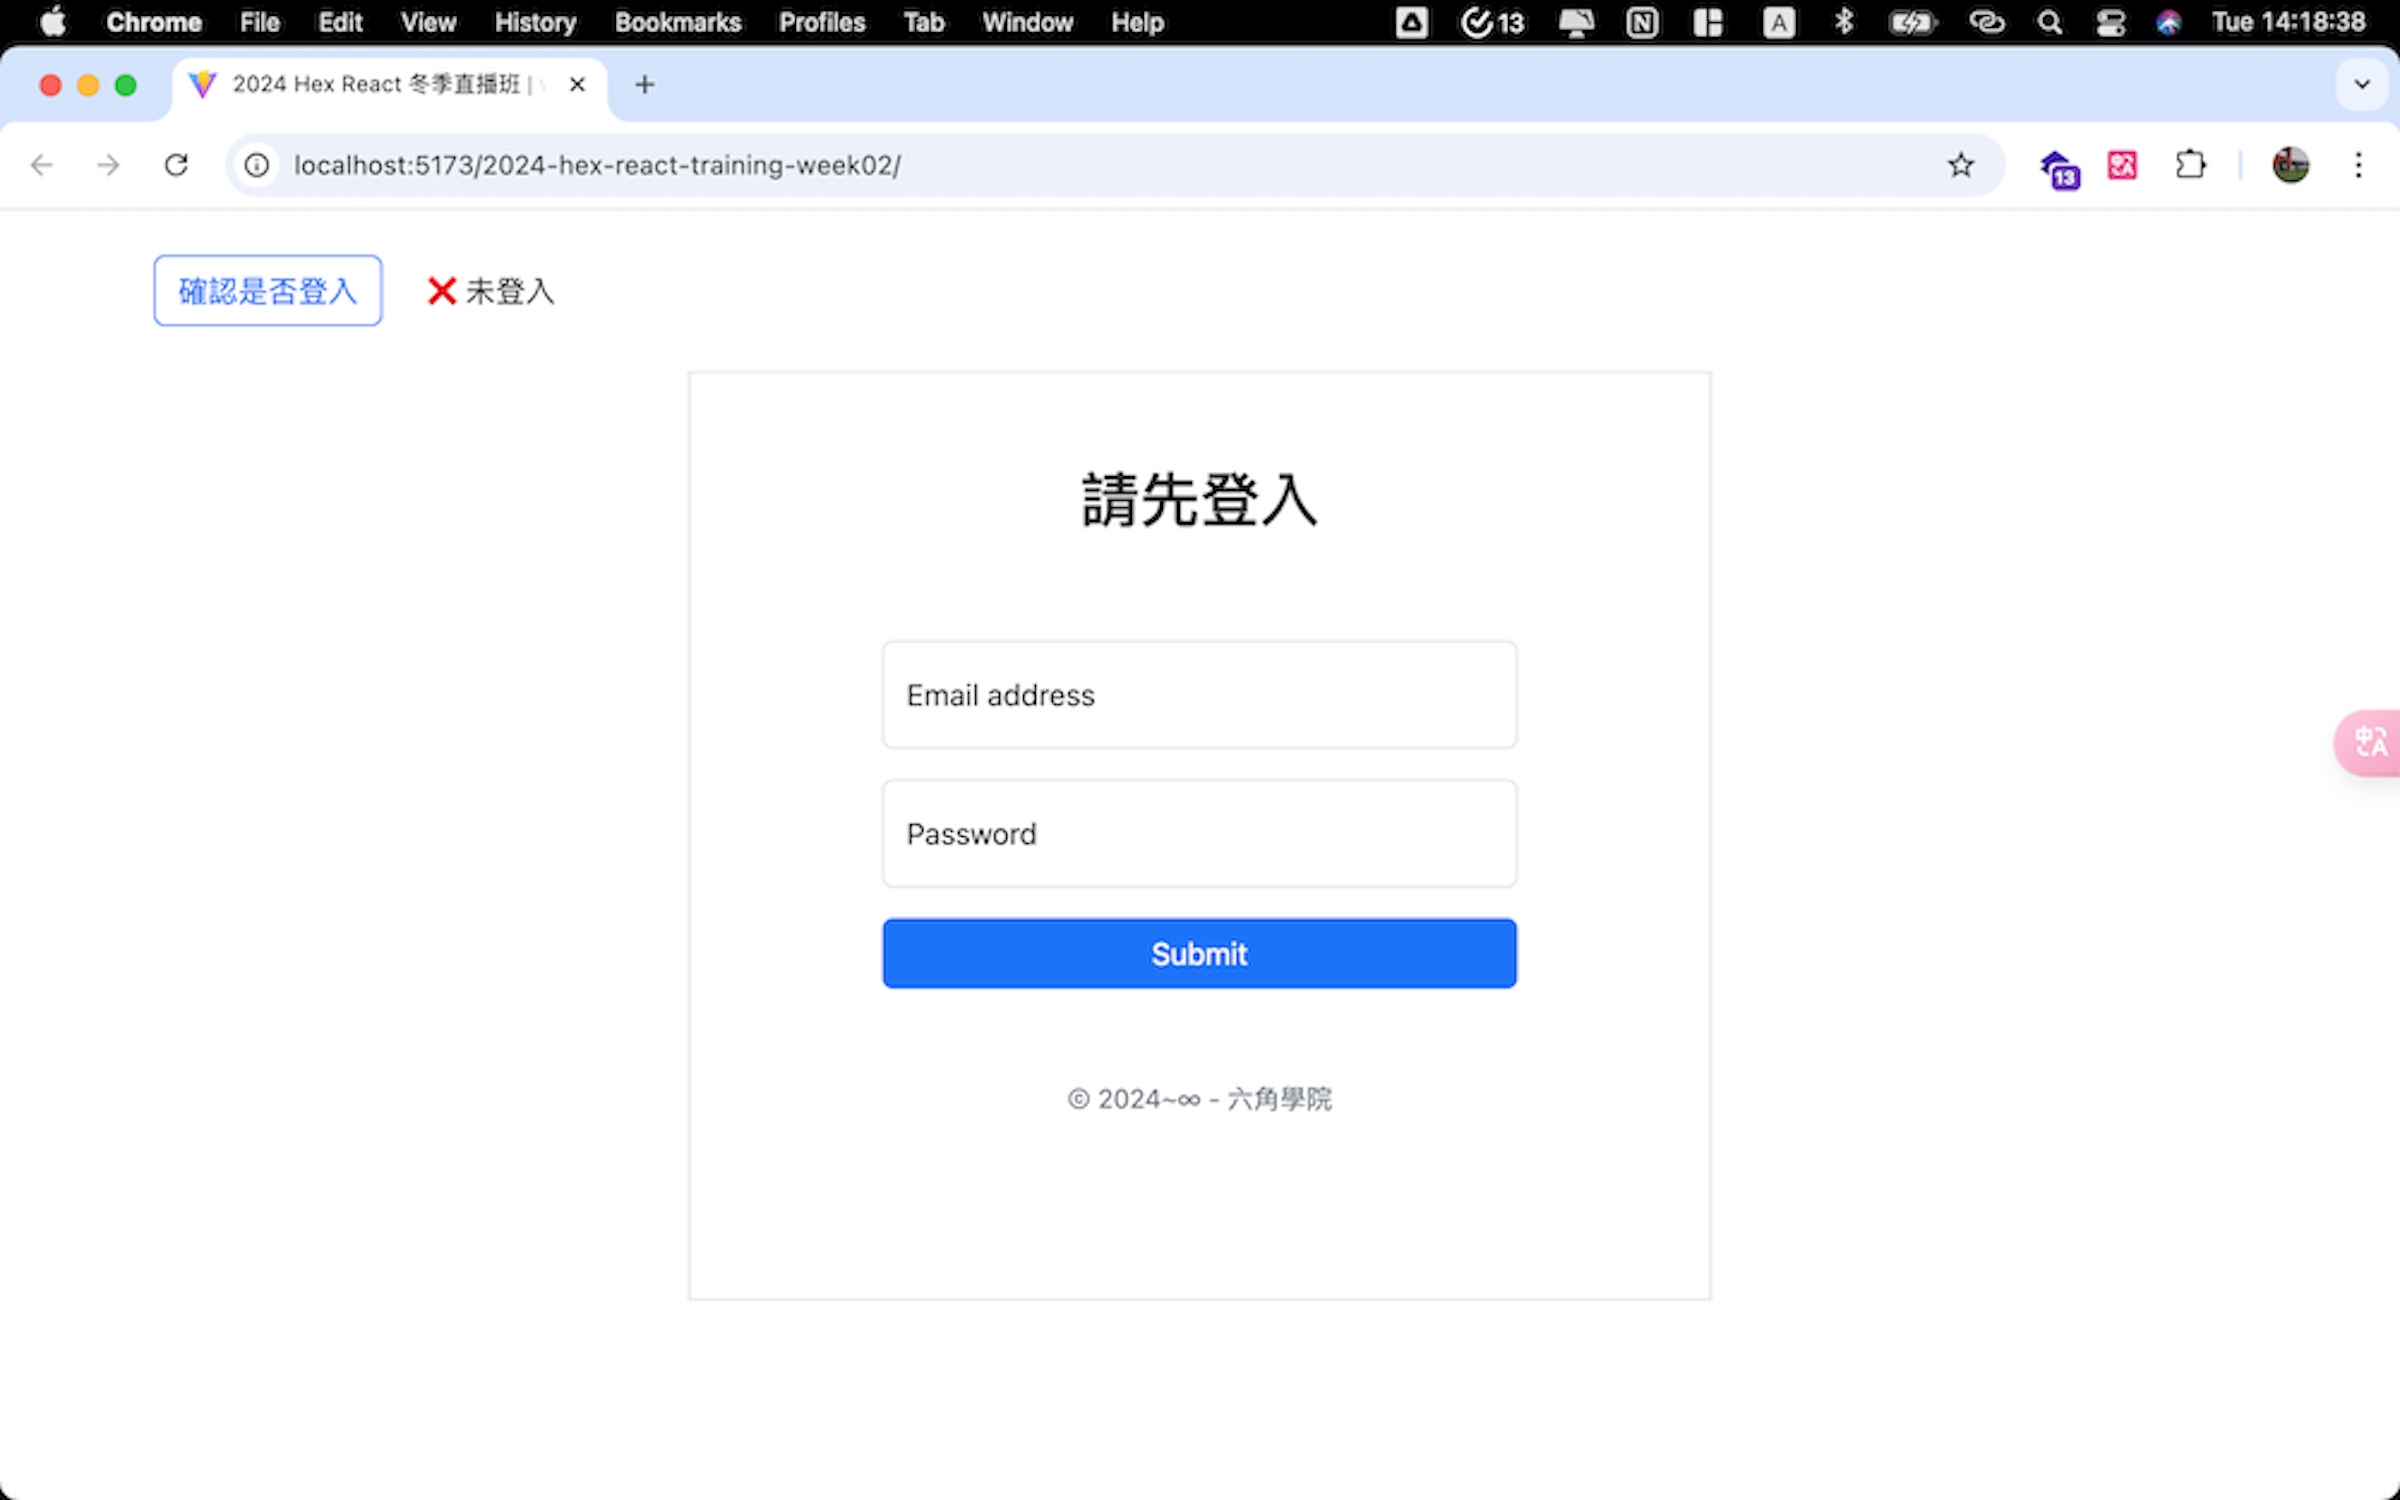 Chrome File Edit View History Bookmarks Profiles Tab Window Help 13 N A Tue 14:18:38
2024 Hex React 冬季直播班 |
localhost:5173/2024-hex-react-training-week02/ 13
確認是否登入 ❌ 未登入
請先登入
Email address
Password
Submit
© 2024~∞ - 六角學院